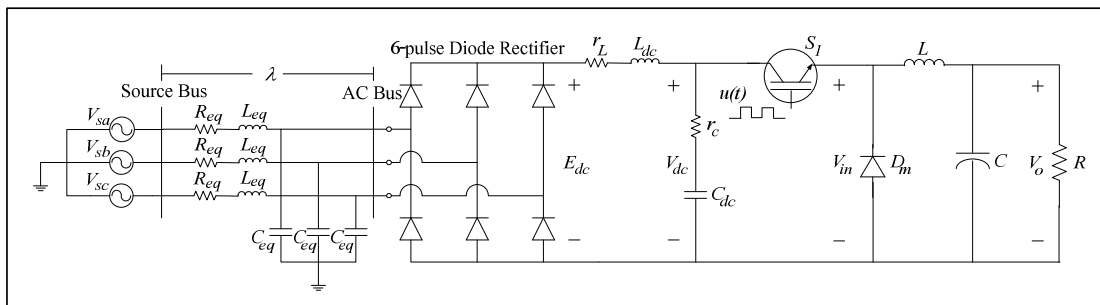 6-pulse Diode Rectifier
r_L
L_dc
S_1
L
λ
Source Bus
AC Bus
u(t)
V_sa
R_eq
L_eq
V_sb
R_eq
L_eq
V_sc
R_eq
L_eq
C_eq
C_eq
C_eq
+
E_dc
−
r_c
C_dc
+
V_dc
−
+
V_in
−
D_m
C
+
V_o
−
R